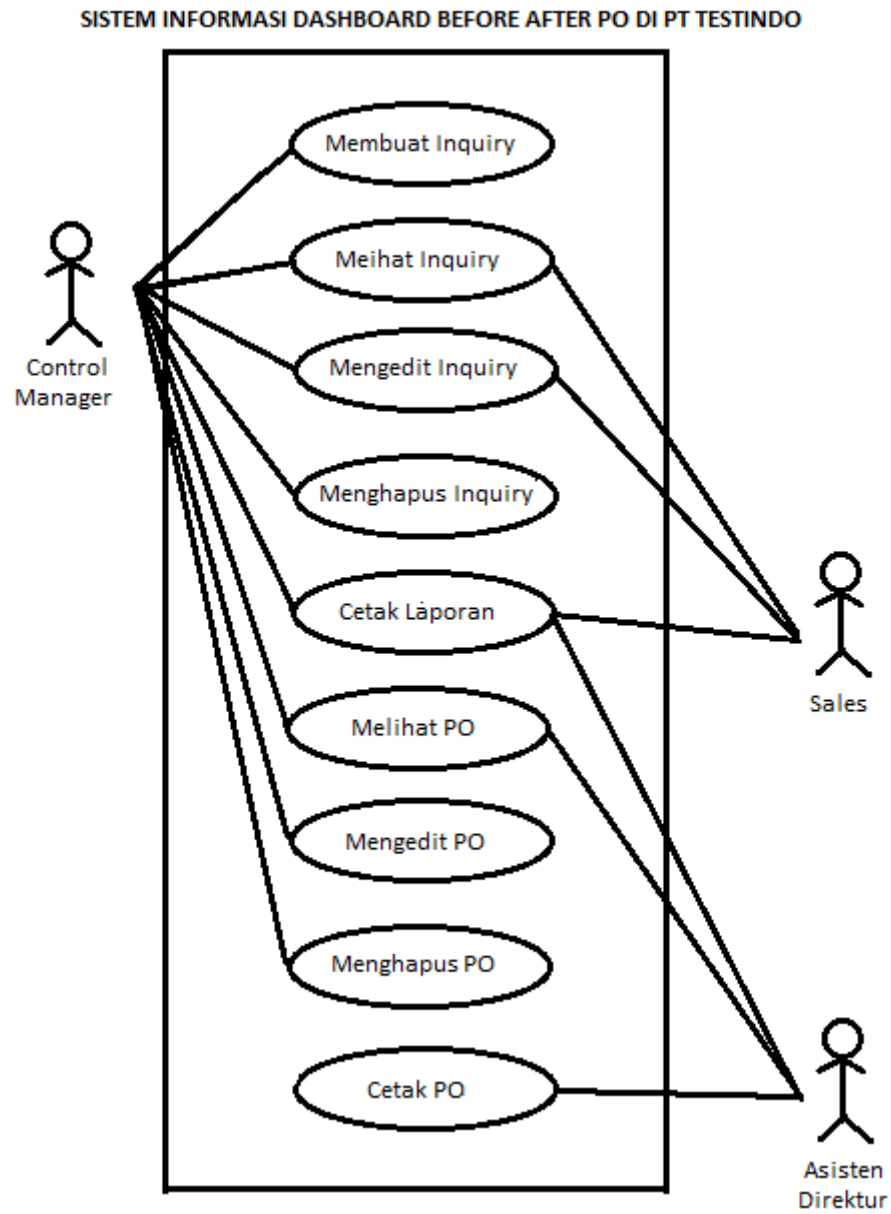 SISTEM INFORMASI DASHBOARD BEFORE AFTER PO DI PT TESTINDO
Membuat Inquiry
Meihat Inquiry
Mengedit Inquiry
Control
Manager
Menghapus Inquiry
Cetak Laporan
Sales
Melihat PO
Mengedit PO
Menghapus PO
Cetak PO
Asisten
Direktur